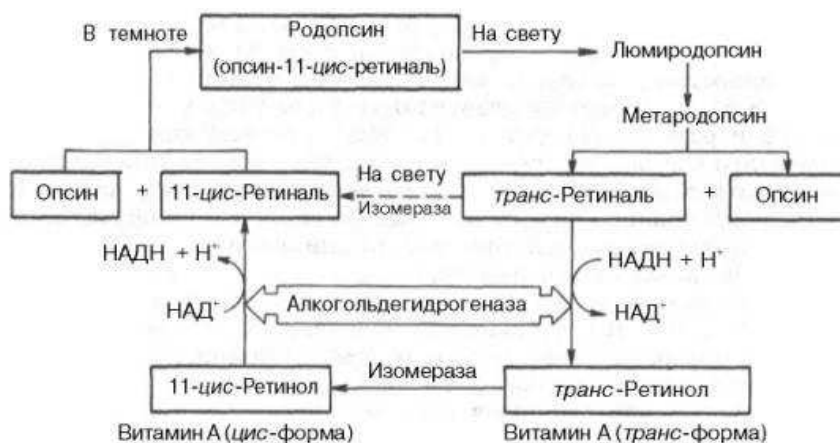 В темноте
Родопсин
(опсин-11-цис-ретиналь)
На свету
Люмиродопсин
Метародопсин
Опсин
+
11-цис-Ретиналь
На свету
Изомераза
транс-Ретиналь
+
Опсин
НАДН + Н⁺
НАД⁺
Алкогольдегидрогеназа
НАДН + Н⁺
НАД⁺
11-цис-Ретинол
Изомераза
транс-Ретинол
Витамин А (цис-форма)
Витамин А (транс-форма)